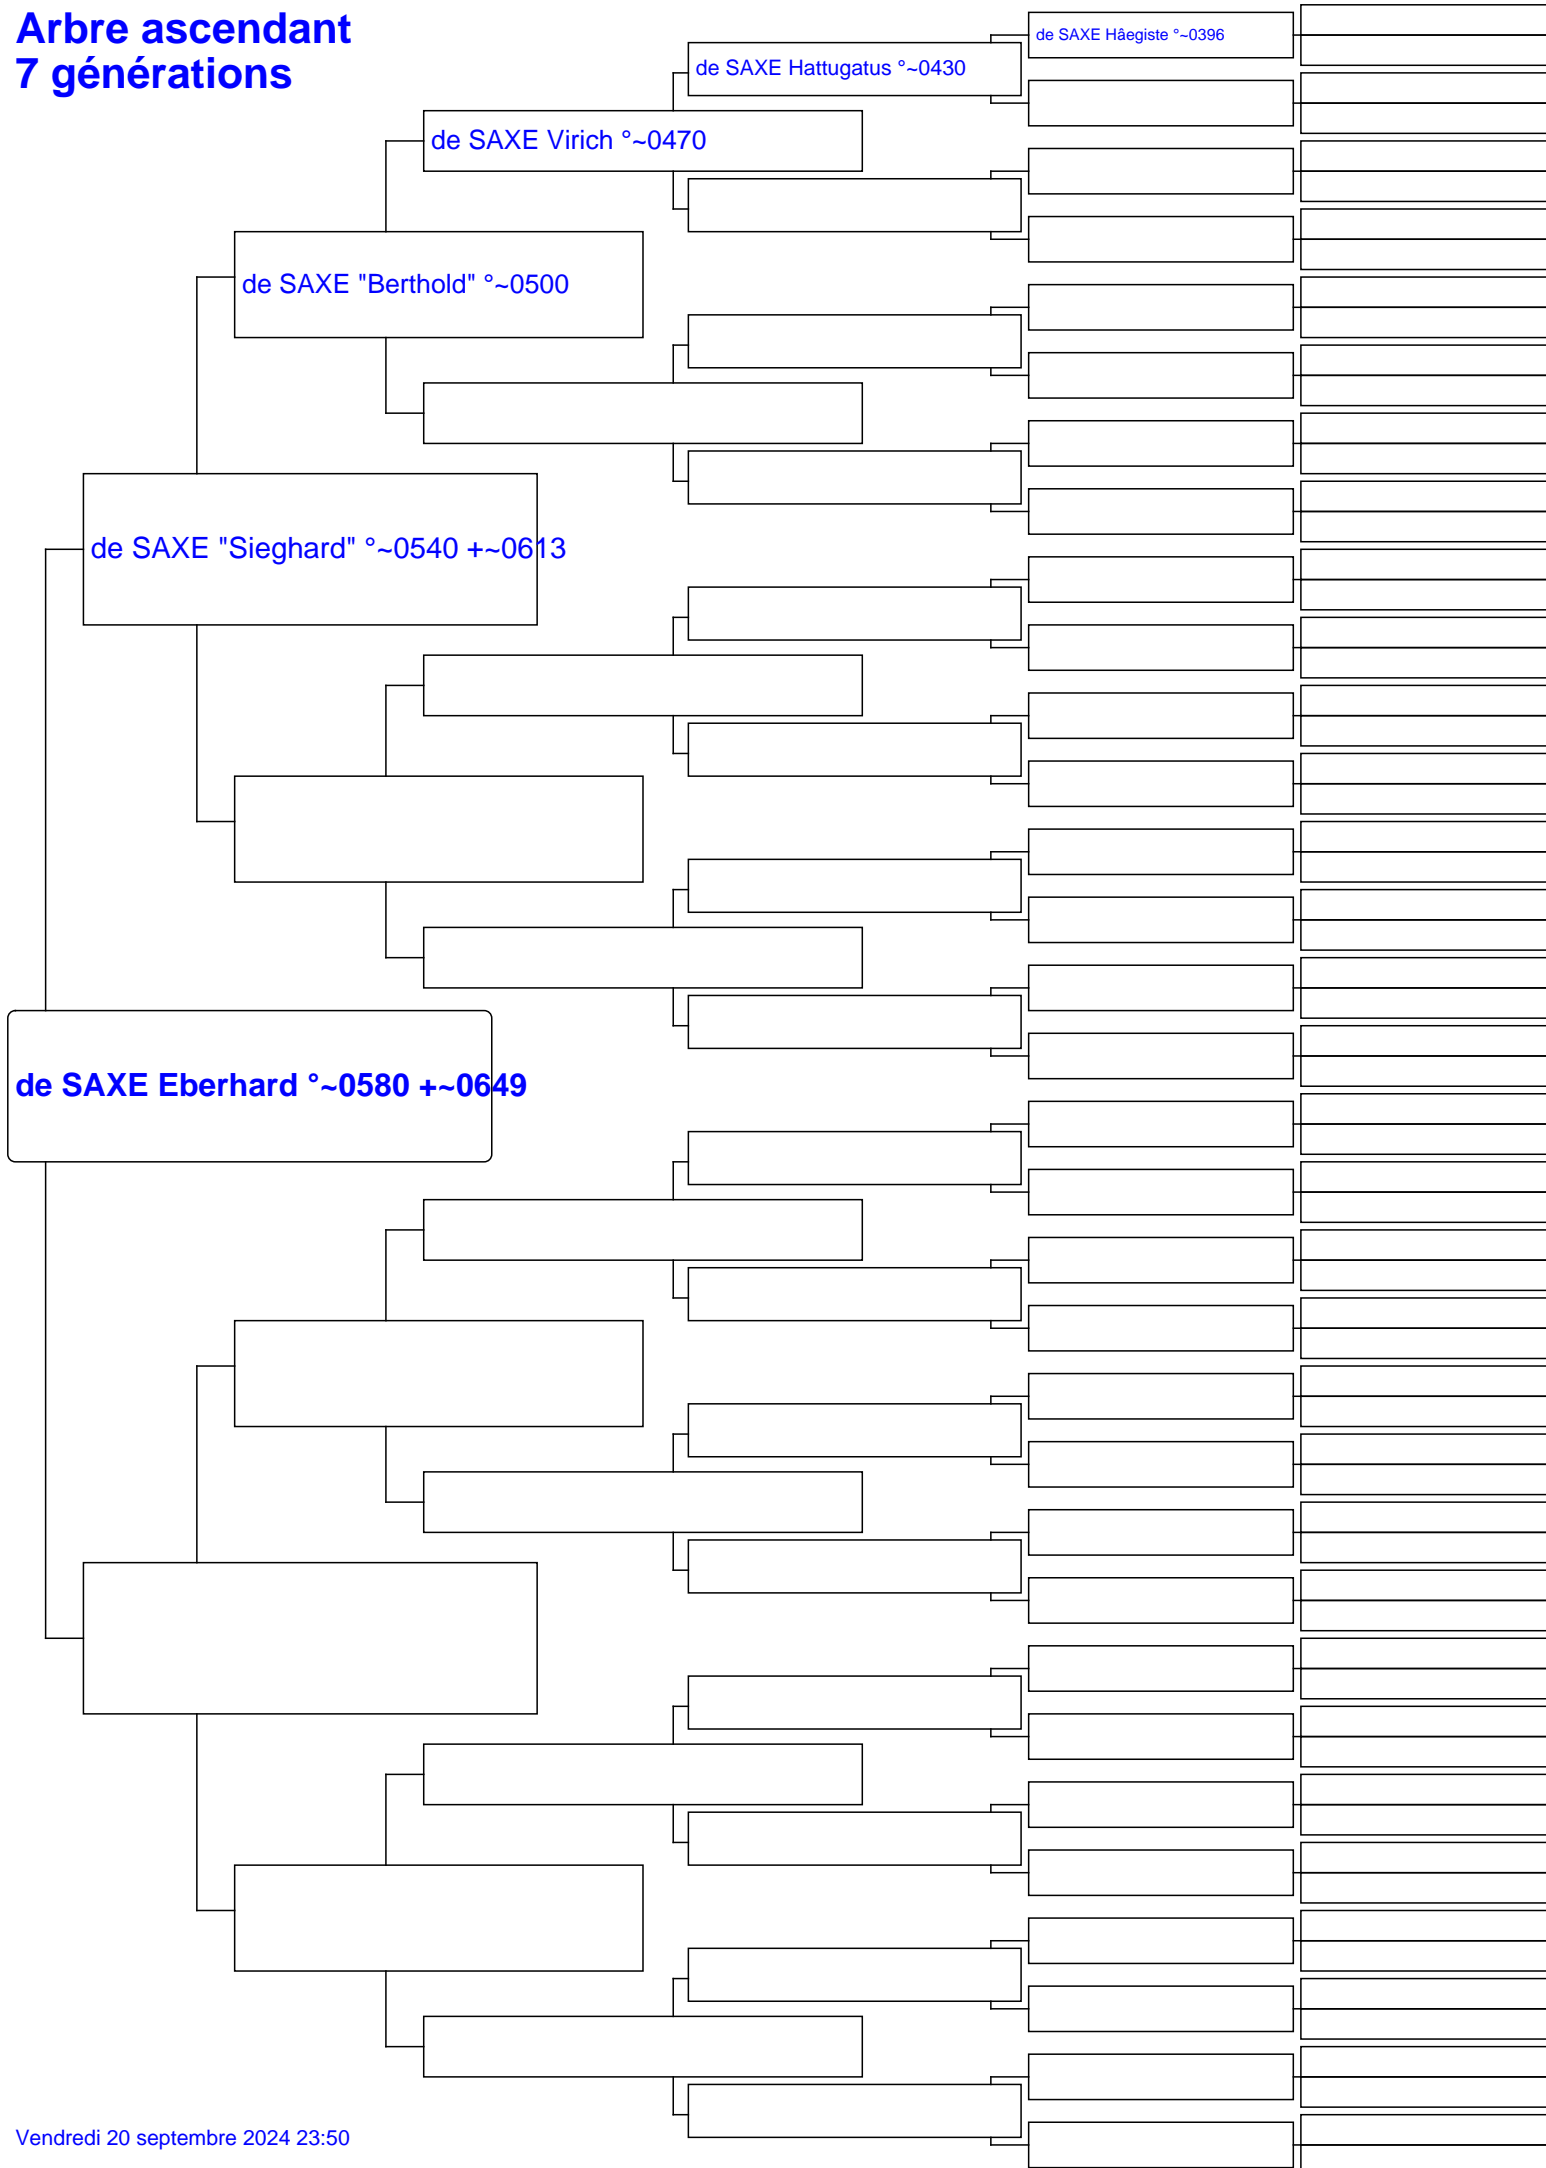 Arbre ascendant
7 générations
de SAXE Hâegiste °~0396
de SAXE Hattugatus °~0430
de SAXE Virich °~0470
de SAXE "Berthold" °~0500
de SAXE "Sieghard" °~0540 +~0613
de SAXE Eberhard °~0580 +~0649
Vendredi 20 septembre 2024 23:50